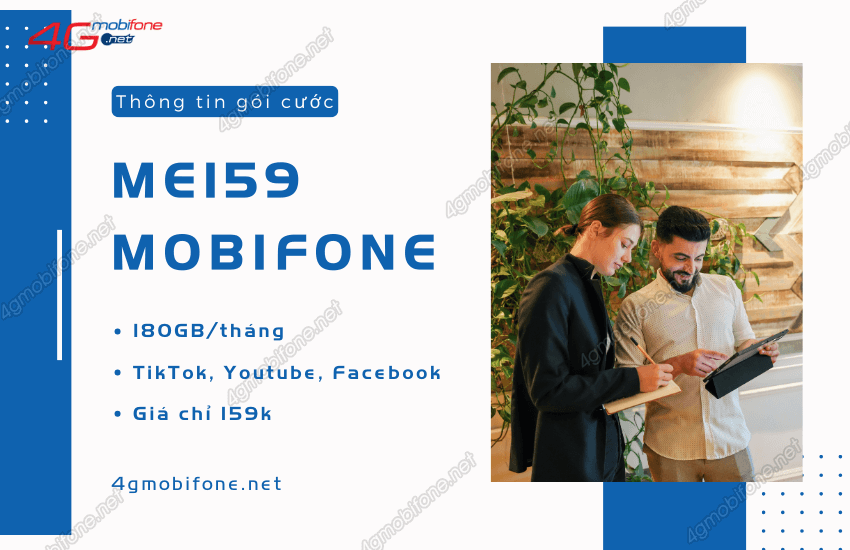 4G mobifone
.net
Thông tin gói cước
ME159
MOBIFONE
• 180GB/tháng
• TikTok, Youtube, Facebook
• Giá chỉ 159k
4gmobifone.net